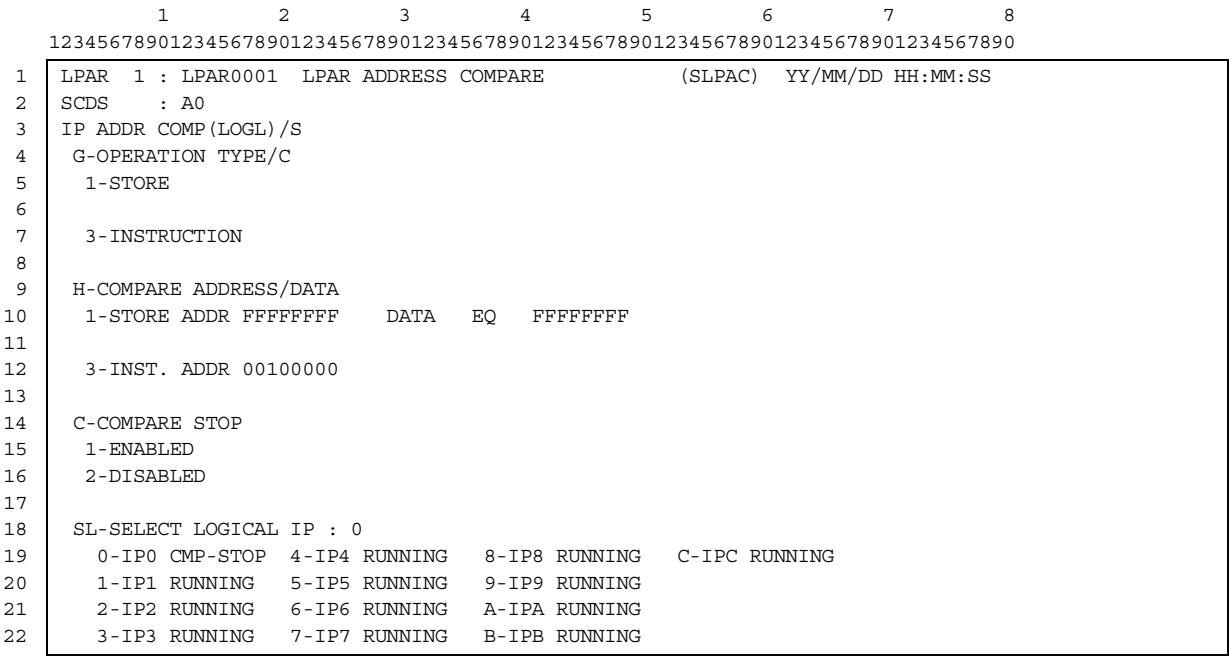 1 2 3 4 5 6 7 8
12345678901234567890123456789012345678901234567890123456789012345678901234567890
1 LPAR 1 : LPAR0001 LPAR ADDRESS COMPARE (SLPAC) YY/MM/DD HH:MM:SS
2 SCDS : A0
3 IP ADDR COMP(LOGL)/S
4 G-OPERATION TYPE/C
5 1-STORE
6
7 3-INSTRUCTION
8
9 H-COMPARE ADDRESS/DATA
10 1-STORE ADDR FFFFFFFF DATA EQ FFFFFFFF
11
12 3-INST. ADDR 00100000
13
14 C-COMPARE STOP
15 1-ENABLED
16 2-DISABLED
17
18 SL-SELECT LOGICAL IP : 0
19 0-IP0 CMP-STOP 4-IP4 RUNNING 8-IP8 RUNNING C-IPC RUNNING
20 1-IP1 RUNNING 5-IP5 RUNNING 9-IP9 RUNNING
21 2-IP2 RUNNING 6-IP6 RUNNING A-IPA RUNNING
22 3-IP3 RUNNING 7-IP7 RUNNING B-IPB RUNNING